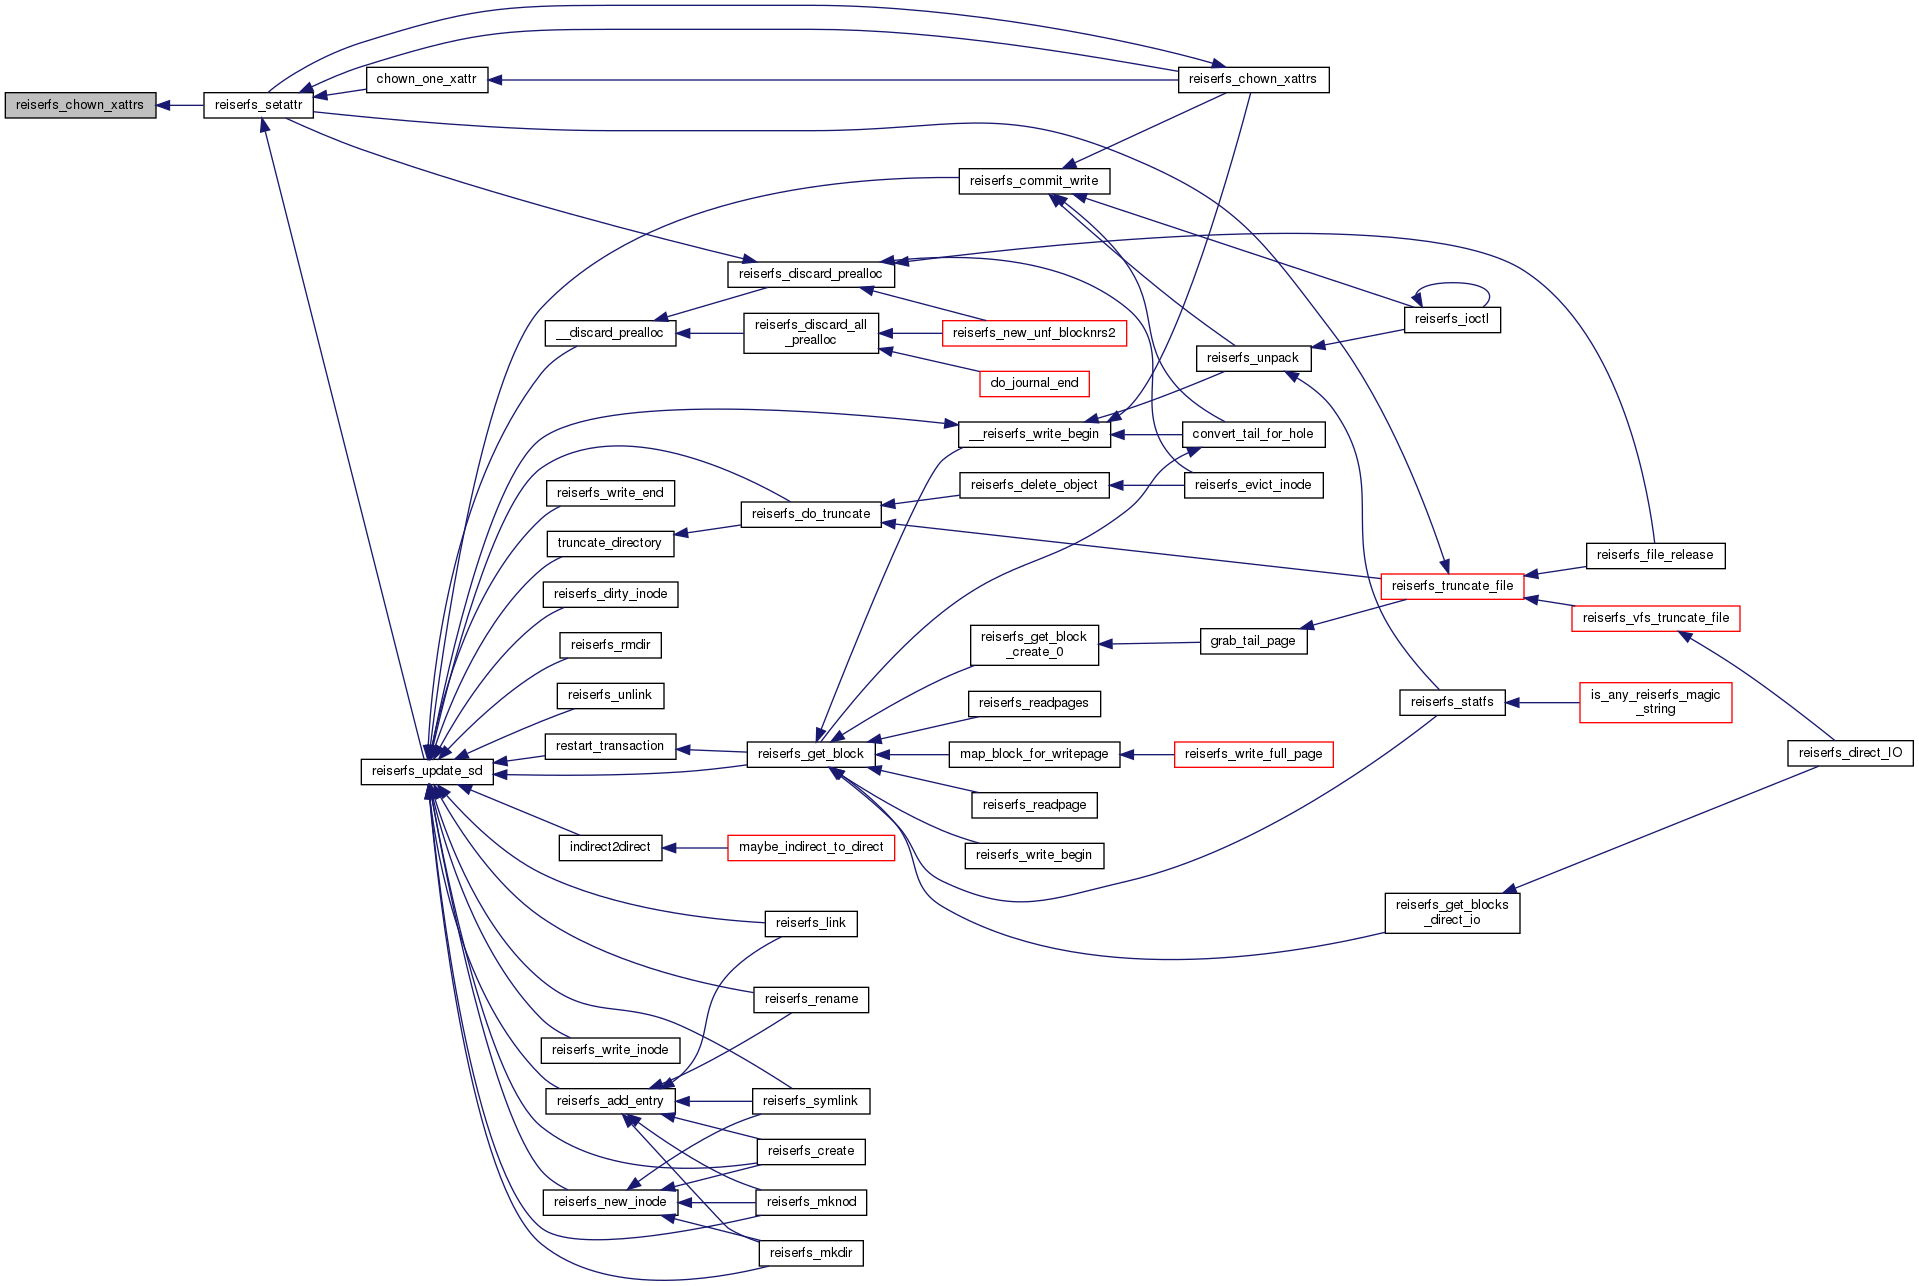 reiserfs_chown_xattrs
reiserfs_setattr
chown_one_xattr
reiserfs_chown_xattrs
reiserfs_commit_write
reiserfs_discard_prealloc
__discard_prealloc
reiserfs_discard_all
_prealloc
reiserfs_new_unf_blocknrs2
do_journal_end
reiserfs_ioctl
reiserfs_unpack
__reiserfs_write_begin
convert_tail_for_hole
reiserfs_write_end
reiserfs_delete_object
reiserfs_evict_inode
reiserfs_do_truncate
truncate_directory
reiserfs_file_release
reiserfs_truncate_file
reiserfs_dirty_inode
reiserfs_vfs_truncate_file
reiserfs_rmdir
reiserfs_get_block
_create_0
grab_tail_page
reiserfs_unlink
reiserfs_readpages
reiserfs_statfs
is_any_reiserfs_magic
_string
restart_transaction
reiserfs_get_block
map_block_for_writepage
reiserfs_write_full_page
reiserfs_direct_IO
reiserfs_update_sd
reiserfs_readpage
indirect2direct
maybe_indirect_to_direct
reiserfs_write_begin
reiserfs_get_blocks
_direct_io
reiserfs_link
reiserfs_rename
reiserfs_write_inode
reiserfs_add_entry
reiserfs_symlink
reiserfs_create
reiserfs_new_inode
reiserfs_mknod
reiserfs_mkdir